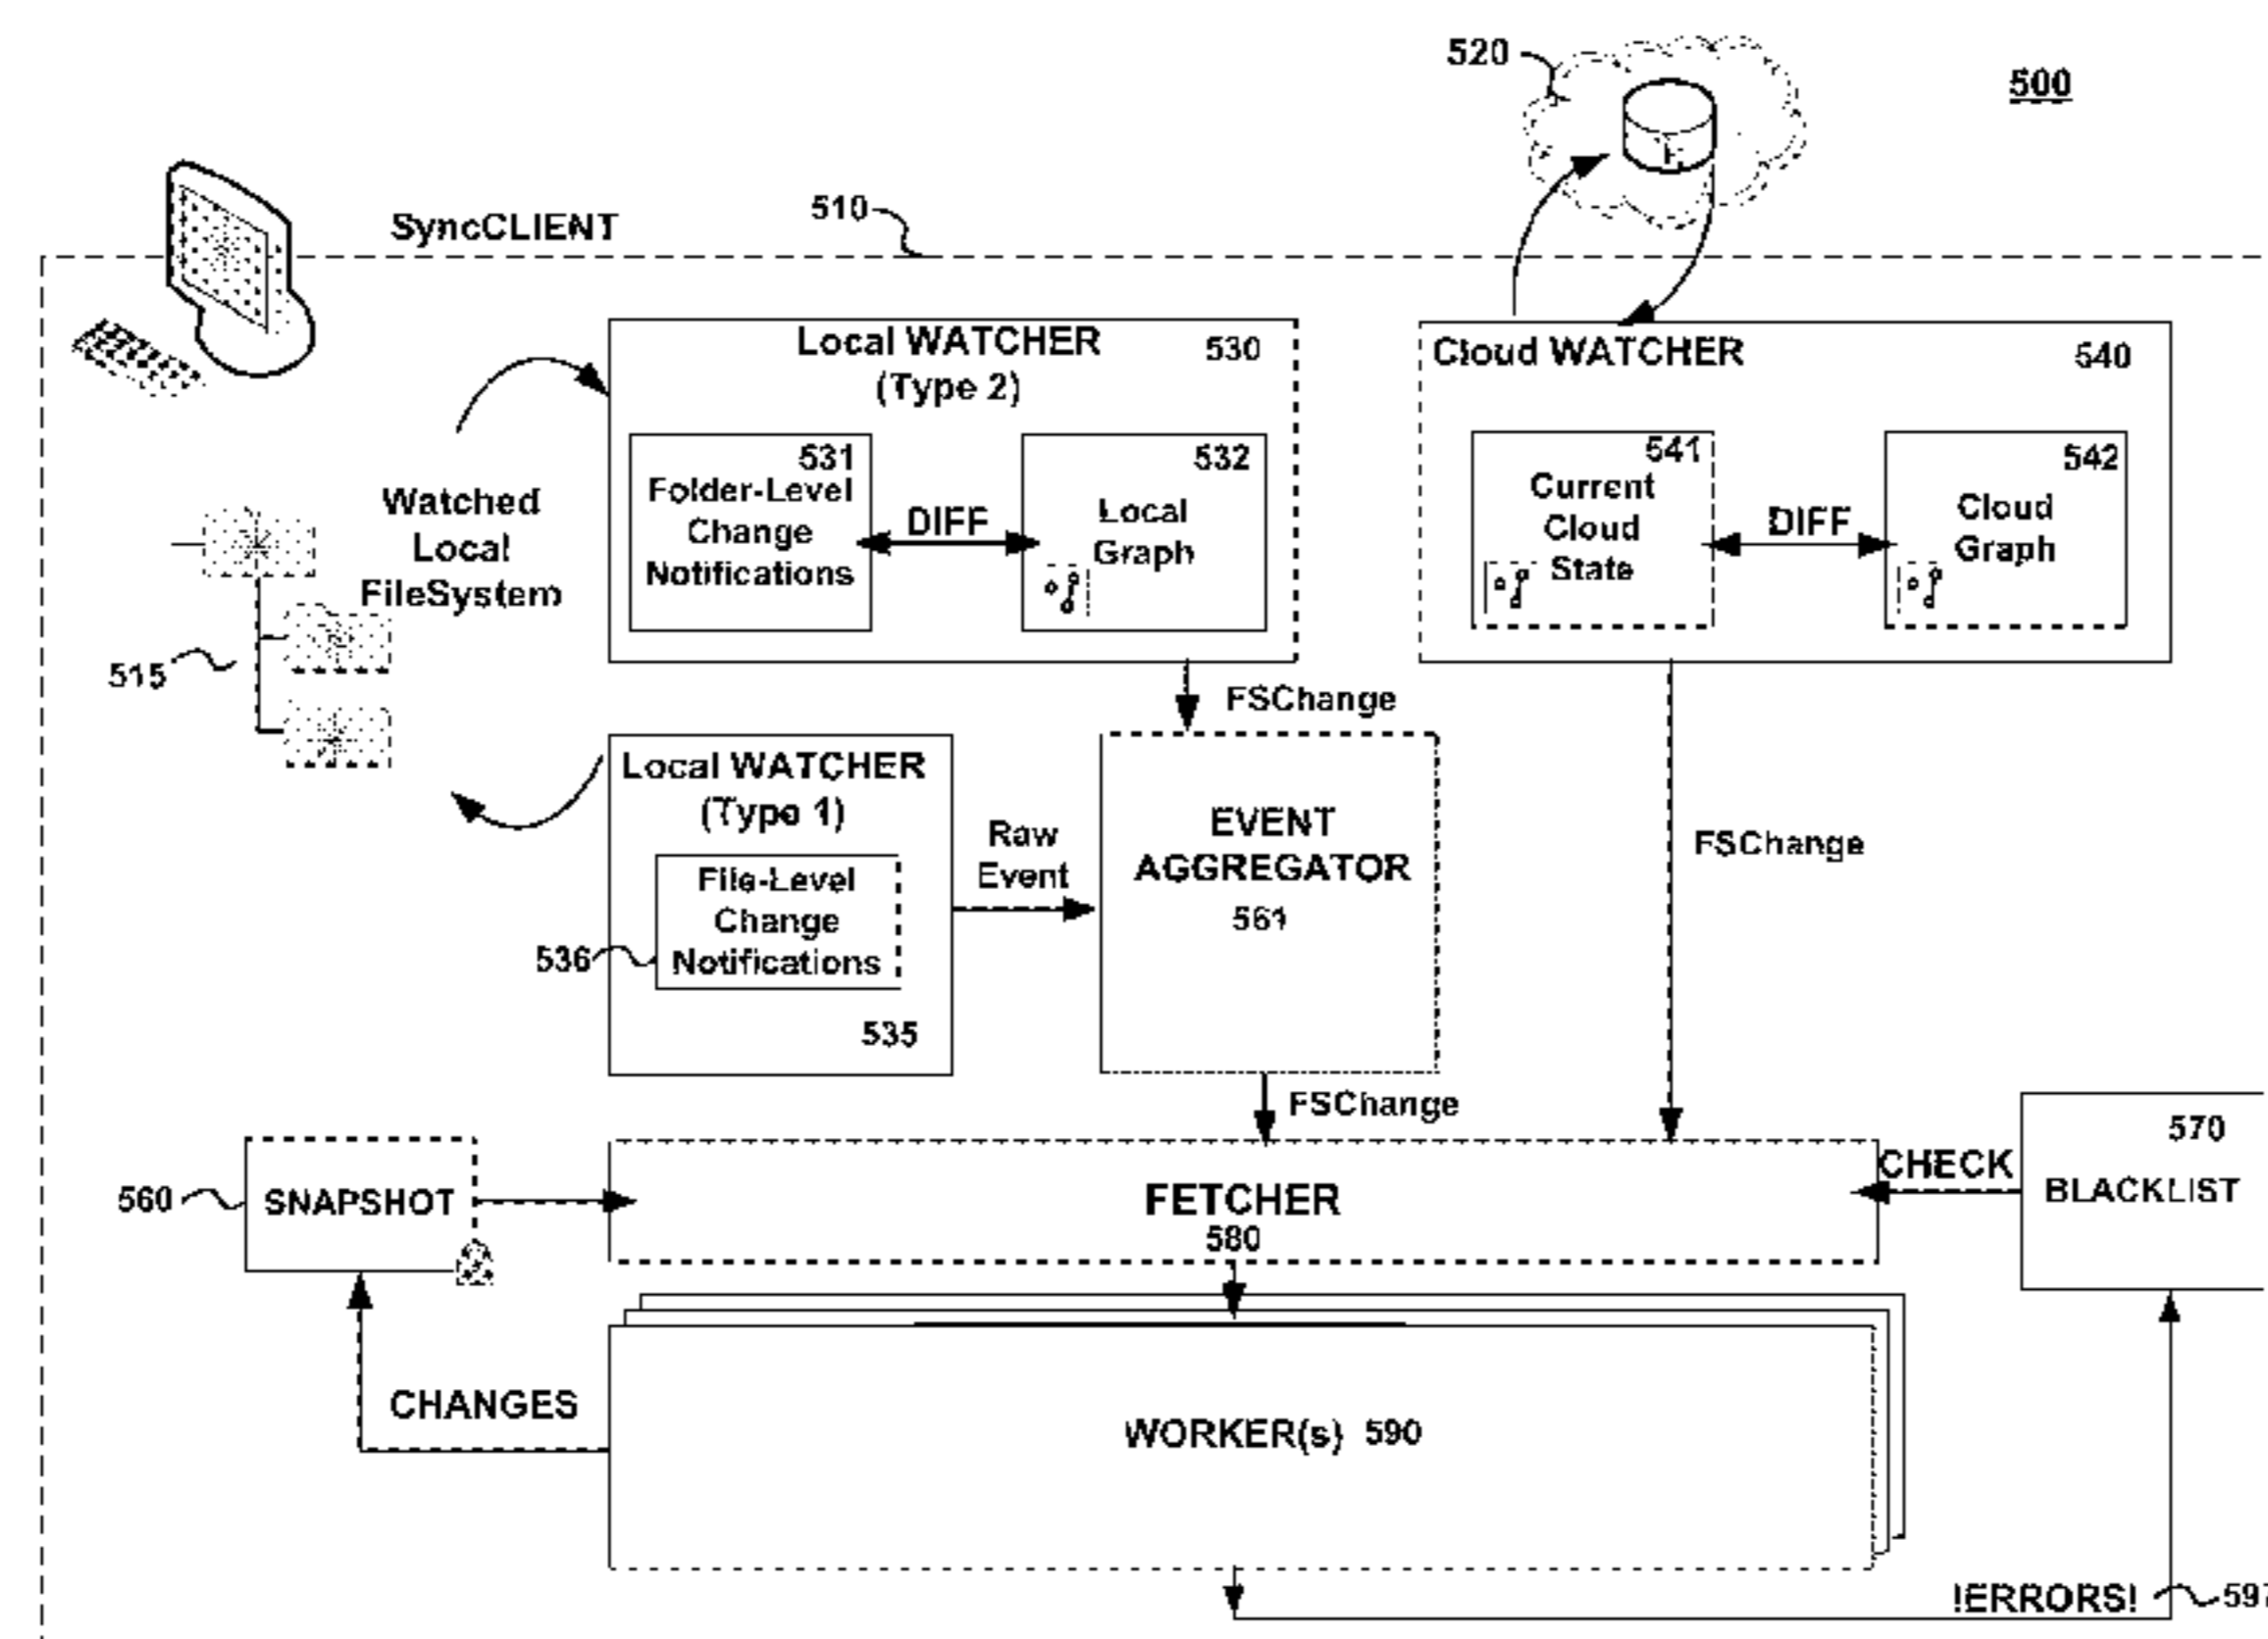 520
500
SyncCLIENT
510
Local WATCHER
(Type 2)
530
Cloud WATCHER
540
531
Folder-Level
Change
Notifications
DIFF
532
Local
Graph
541
Current
Cloud
State
DIFF
542
Cloud
Graph
Watched
Local
FileSystem
515
FSChange
Local WATCHER
(Type 1)
File-Level
Change
Notifications
536
535
Raw
Event
EVENT
AGGREGATOR
561
FSChange
FSChange
560
SNAPSHOT
FETCHER
580
CHECK
570
BLACKLIST
CHANGES
WORKER(s) 590
!ERRORS!
597